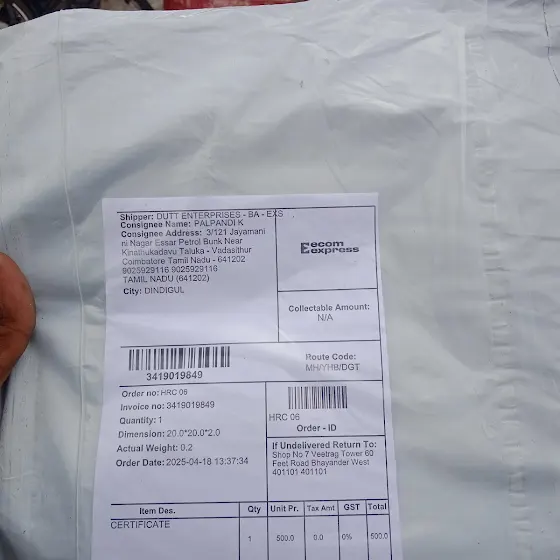 Shipper: DUTT ENTERPRISES - BA - EXS
Consignee Name: PALPANDI K
Consignee Address: 3/121 Jayamani
ni Nagar Essar Petrol Bunk Near
Kinathukadavu Taluka - Vadasithur
Coimbatore Tamil Nadu - 641202
9025929116 9025929116
TAMIL NADU (641202)
City: DINDIGUL
ecom
express
Collectable Amount:
N/A
3419019849
Route Code:
MH/YHB/DGT
Order no: HRC 06
Invoice no: 3419019849
Quantity: 1
Dimension: 20.0*20.0*2.0
Actual Weight: 0.2
Order Date: 2025-04-18 13:37:34
HRC 06
Order - ID
If Undelivered Return To:
Shop No 7 Veetrag Tower 60
Feet Road Bhayander West
401101 401101
Item Des. Qty Unit Pr. Tax Amt GST Total
CERTIFICATE 1 500.0 0.0 0% 500.0